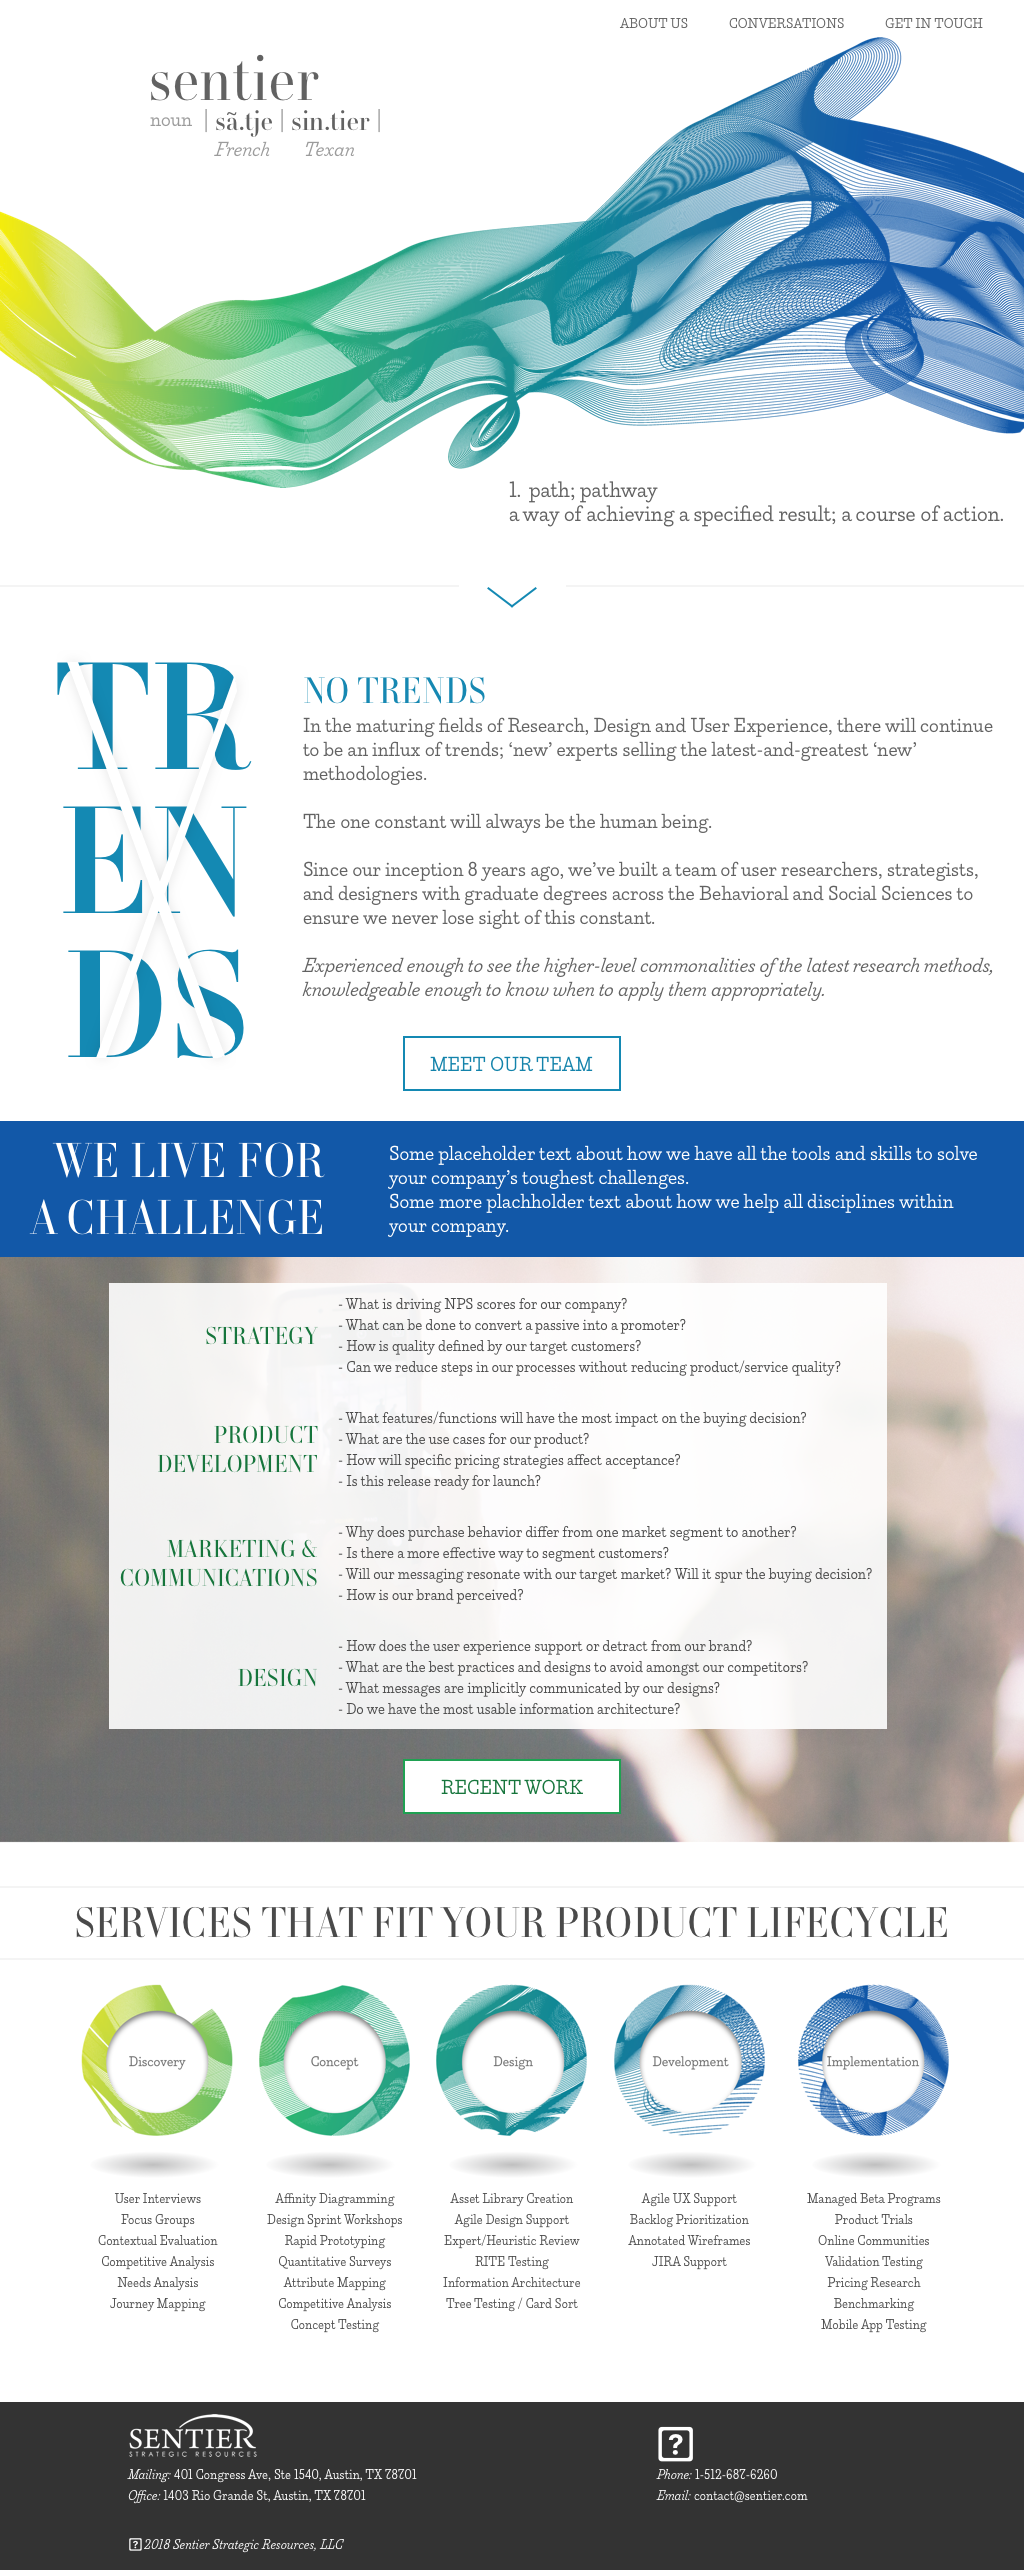 ABOUT US CONVERSATIONS GET IN TOUCH
sentier
noun | sã.tje | sin.tier |
French Texan
1. path; pathway
a way of achieving a specified result; a course of action.
TR
EN
DS
NO TRENDS
In the maturing fields of Research, Design and User Experience, there will continue
to be an influx of trends; ‘new’ experts selling the latest-and-greatest ‘new’
methodologies.
The one constant will always be the human being.
Since our inception 8 years ago, we’ve built a team of user researchers, strategists,
and designers with graduate degrees across the Behavioral and Social Sciences to
ensure we never lose sight of this constant.
Experienced enough to see the higher-level commonalities of the latest research methods,
knowledgeable enough to know when to apply them appropriately.
MEET OUR TEAM
WE LIVE FOR
A CHALLENGE
Some placeholder text about how we have all the tools and skills to solve
your company’s toughest challenges.
Some more plachholder text about how we help all disciplines within
your company.
STRATEGY
- What is driving NPS scores for our company?
- What can be done to convert a passive into a promoter?
- How is quality defined by our target customers?
- Can we reduce steps in our processes without reducing product/service quality?
PRODUCT
DEVELOPMENT
- What features/functions will have the most impact on the buying decision?
- What are the use cases for our product?
- How will specific pricing strategies affect acceptance?
- Is this release ready for launch?
MARKETING &
COMMUNICATIONS
- Why does purchase behavior differ from one market segment to another?
- Is there a more effective way to segment customers?
- Will our messaging resonate with our target market? Will it spur the buying decision?
- How is our brand perceived?
DESIGN
- How does the user experience support or detract from our brand?
- What are the best practices and designs to avoid amongst our competitors?
- What messages are implicitly communicated by our designs?
- Do we have the most usable information architecture?
RECENT WORK
SERVICES THAT FIT YOUR PRODUCT LIFECYCLE
Discovery
User Interviews
Focus Groups
Contextual Evaluation
Competitive Analysis
Needs Analysis
Journey Mapping
Concept
Affinity Diagramming
Design Sprint Workshops
Rapid Prototyping
Quantitative Surveys
Attribute Mapping
Competitive Analysis
Concept Testing
Design
Asset Library Creation
Agile Design Support
Expert/Heuristic Review
RITE Testing
Information Architecture
Tree Testing / Card Sort
Development
Agile UX Support
Backlog Prioritization
Annotated Wireframes
JIRA Support
Implementation
Managed Beta Programs
Product Trials
Online Communities
Validation Testing
Pricing Research
Benchmarking
Mobile App Testing
SENTIER
STRATEGIC RESOURCES
Mailing: 401 Congress Ave, Ste 1540, Austin, TX 78701
Office: 1403 Rio Grande St, Austin, TX 78701
?
Phone: 1-512-687-6260
Email: contact@sentier.com
? 2018 Sentier Strategic Resources, LLC